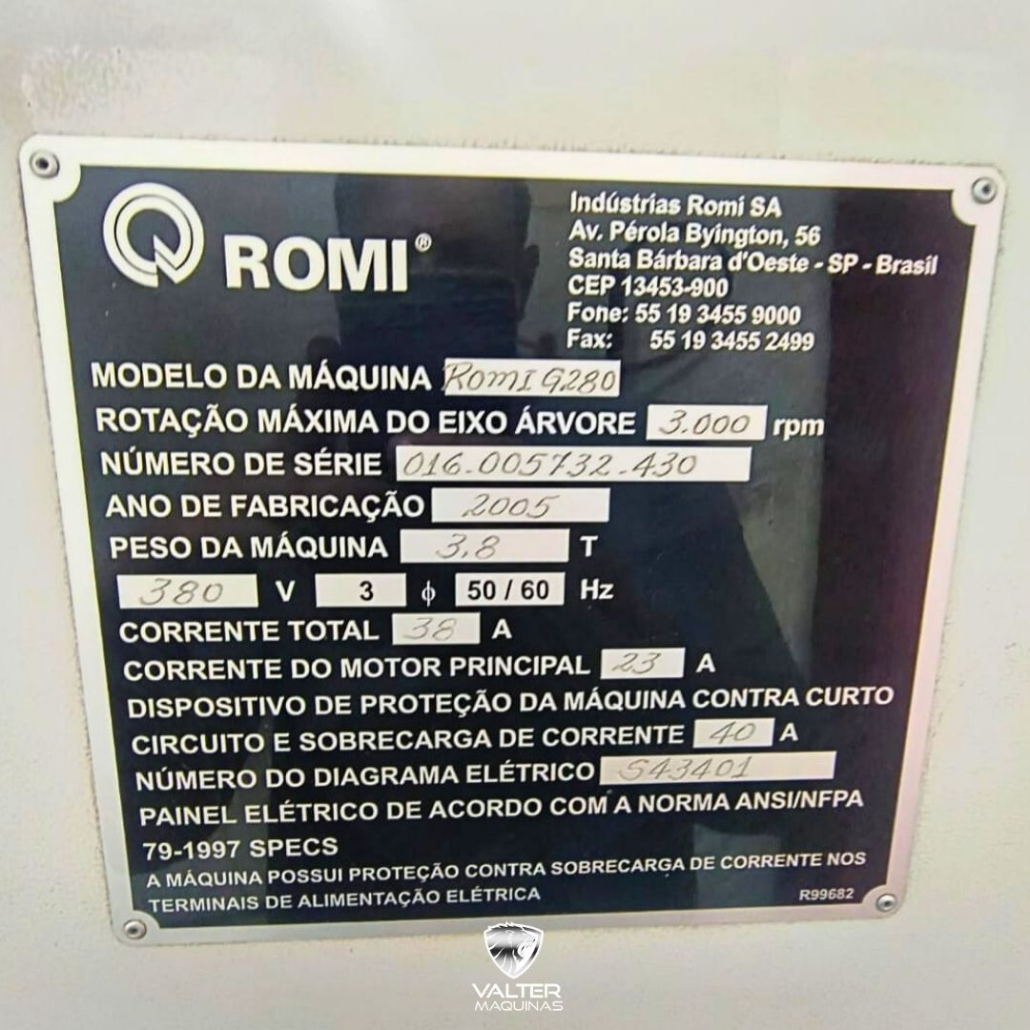 ROMI®
Indústrias Romi SA
Av. Pérola Byington, 56
Santa Bárbara d'Oeste - SP - Brasil
CEP 13453-900
Fone: 55 19 3455 9000
Fax: 55 19 3455 2499
MODELO DA MÁQUINA ROMI G280
ROTAÇÃO MÁXIMA DO EIXO ÁRVORE 3.000 rpm
NÚMERO DE SÉRIE 016.005732.430
ANO DE FABRICAÇÃO 2005
PESO DA MÁQUINA 3,8 T
380 V 3 ϕ 50 / 60 Hz
CORRENTE TOTAL 38 A
CORRENTE DO MOTOR PRINCIPAL 23 A
DISPOSITIVO DE PROTEÇÃO DA MÁQUINA CONTRA CURTO
CIRCUITO E SOBRECARGA DE CORRENTE 40 A
NÚMERO DO DIAGRAMA ELÉTRICO S43401
PAINEL ELÉTRICO DE ACORDO COM A NORMA ANSI/NFPA
79-1997 SPECS
A MÁQUINA POSSUI PROTEÇÃO CONTRA SOBRECARGA DE CORRENTE NOS
TERMINAIS DE ALIMENTAÇÃO ELÉTRICA
R99682
VALTER
MAQUINAS